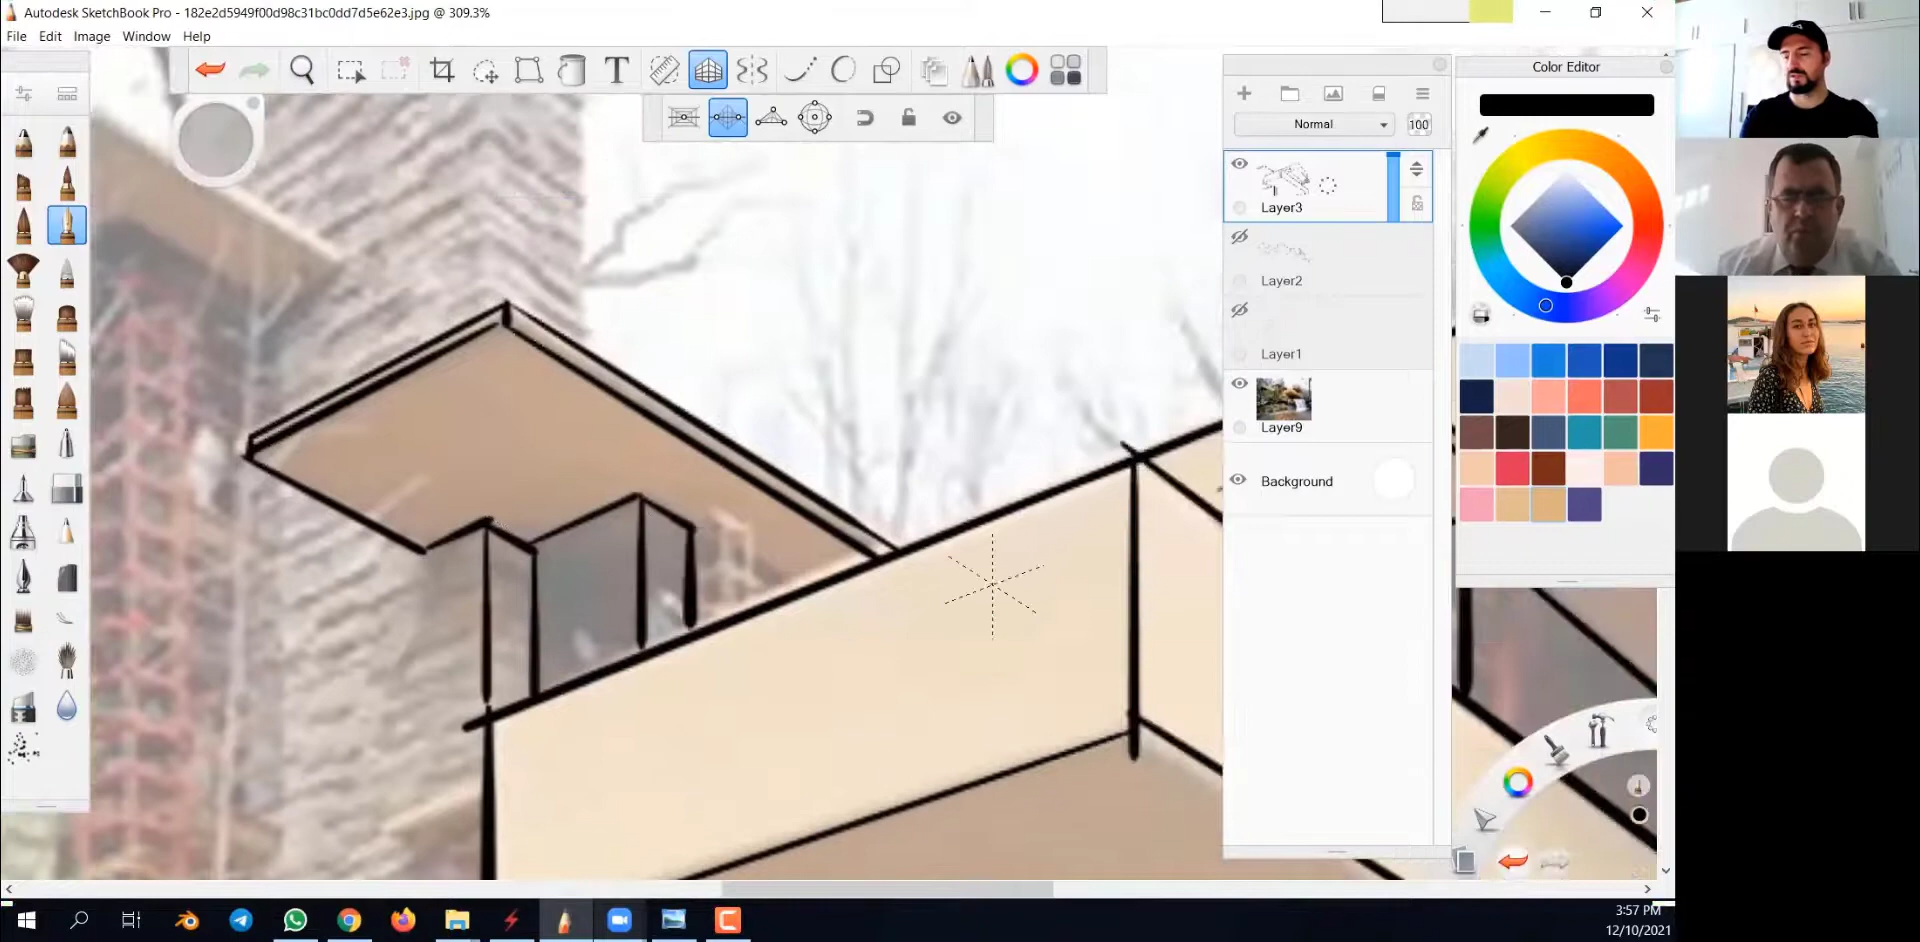 Autodesk SketchBook Pro - 182e2d5949f00d98c31bc0dd7d5e62e3.jpg @ 309.3%
File Edit Image Window Help
T
Color Editor
Normal 100
Layer3
Layer2
Layer1
Layer9
Background
3:57 PM
12/10/2021